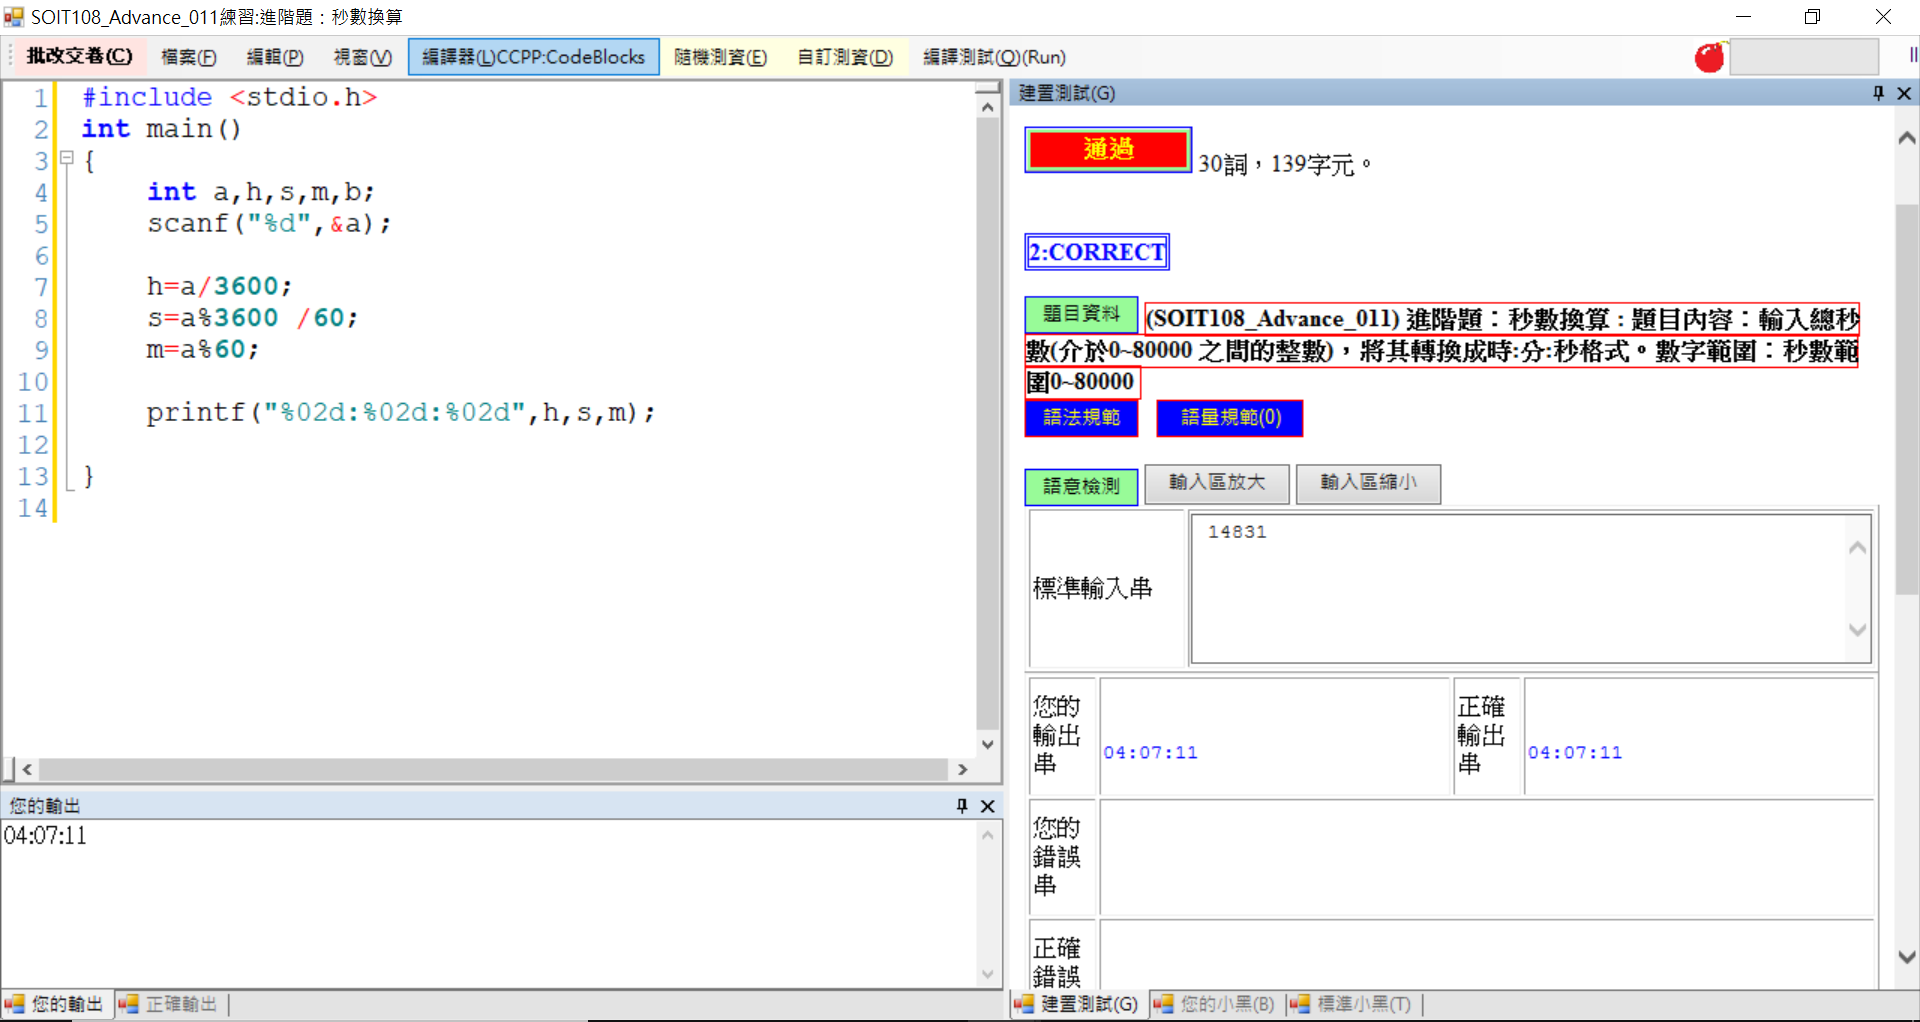 SOIT108_Advance_011練習:進階題：秒數換算
批改交卷(C) 檔案(F) 編輯(P) 視窗(V) 編譯器(L)CCPP:CodeBlocks 隨機測資(E) 自訂測資(D) 編譯測試(Q)(Run)
1 #include <stdio.h>
2 int main()
3 {
4 int a,h,s,m,b;
5 scanf("%d",&a);
6
7 h=a/3600;
8 s=a%3600 /60;
9 m=a%60;
10
11 printf("%02d:%02d:%02d",h,s,m);
12
13 }
14
您的輸出
04:07:11
您的輸出 正確輸出
建置測試(G)
通過 30詞，139字元。
2:CORRECT
題目資料 (SOIT108_Advance_011) 進階題：秒數換算：題目內容：輸入總秒
數(介於0~80000 之間的整數)，將其轉換成時:分:秒格式。數字範圍：秒數範
圍0~80000
語法規範 語量規範(0)
語意檢測 輸入區放大 輸入區縮小
標準輸入串 14831
您的
輸出
串
04:07:11
正確
輸出
串
04:07:11
您的
錯誤
串
正確
錯誤
建置測試(G) 您的小黑(B) 標準小黑(T)